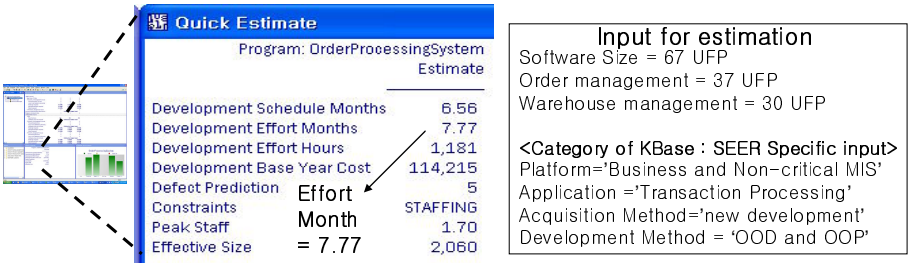 Quick Estimate
Program: OrderProcessingSystem
Estimate
Development Schedule Months 6.56
Development Effort Months 7.77
Development Effort Hours 1,181
Development Base Year Cost 114,215
Defect Prediction 5
Constraints STAFFING
Peak Staff 1.70
Effective Size 2,060
Effort
Month
= 7.77
Input for estimation
Software Size = 67 UFP
Order management = 37 UFP
Warehouse management = 30 UFP
<Category of KBase : SEER Specific input>
Platform='Business and Non-critical MIS'
Application ='Transaction Processing'
Acquisition Method='new development'
Development Method = 'OOD and OOP'